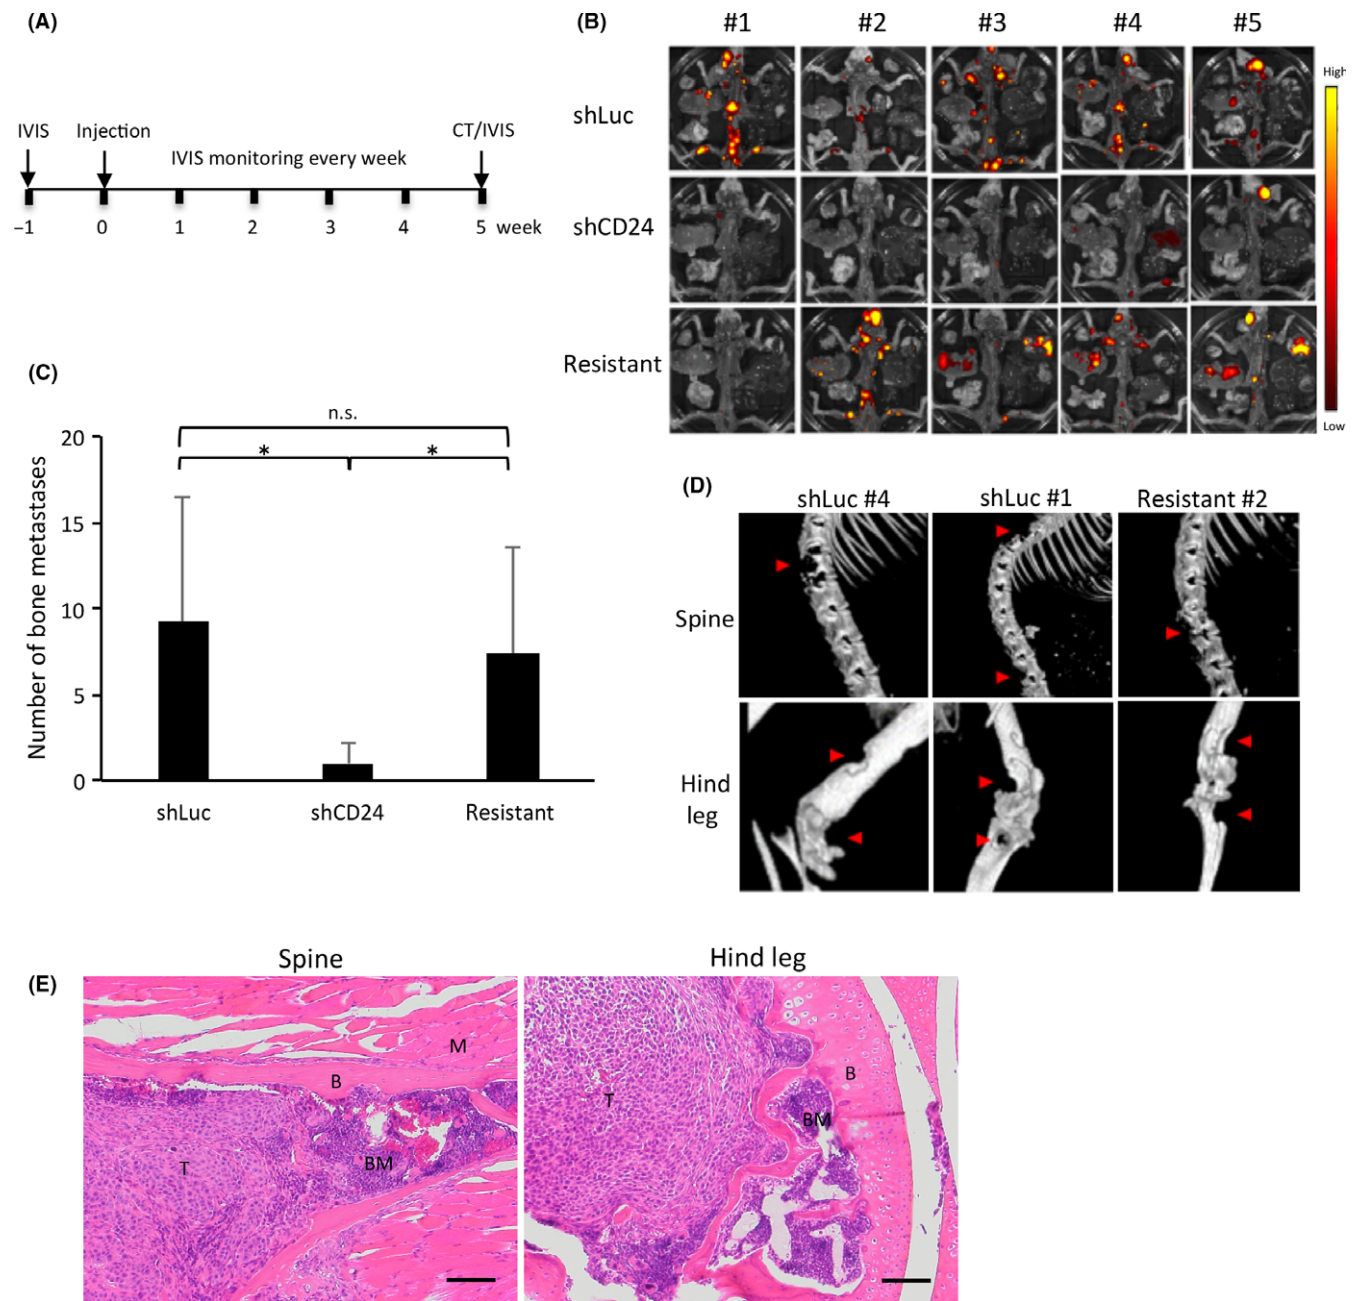 (A)
IVIS
Injection
CT/IVIS
IVIS monitoring every week
−1 0 1 2 3 4 5 week
(B)
#1 #2 #3 #4 #5
shLuc
shCD24
Resistant
High
Low
(C)
n.s.
* *
Number of bone metastases
20
15
10
5
0
shLuc shCD24 Resistant
(D)
shLuc #4 shLuc #1 Resistant #2
Spine
Hind
leg
(E)
Spine
M
B
T
BM
Hind leg
T
B
BM